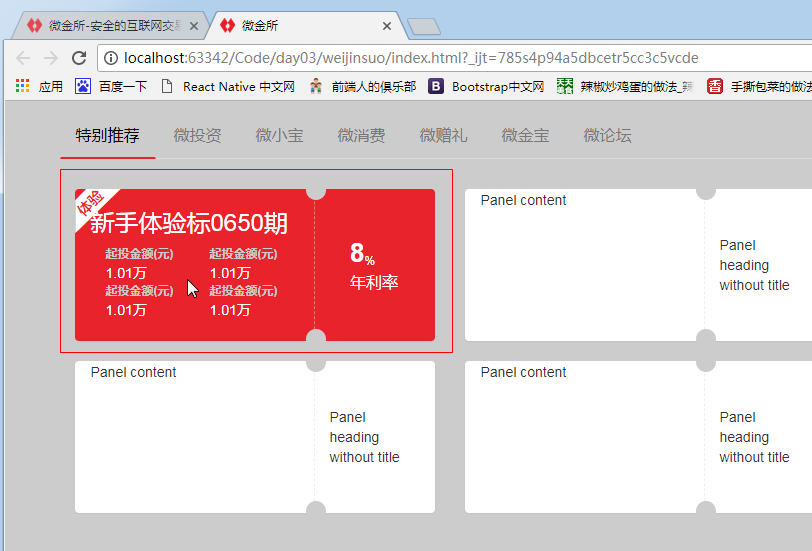 微金所-安全的互联网交易
微金所
localhost:63342/Code/day03/weijinsuo/index.html?_ijt=785s4p94a5dbcetr5cc3c5vcde
应用 百度一下 React Native 中文网 前端人的俱乐部 Bootstrap中文网 辣椒炒鸡蛋的做法_辣 手撕包菜的做法
特别推荐 微投资 微小宝 微消费 微赠礼 微金宝 微论坛
体验
新手体验标0650期
起投金额(元) 起投金额(元)
1.01万 1.01万
起投金额(元) 起投金额(元)
1.01万 1.01万
8%
年利率
Panel content
Panel
heading
without title
Panel content
Panel
heading
without title
Panel content
Panel
heading
without title